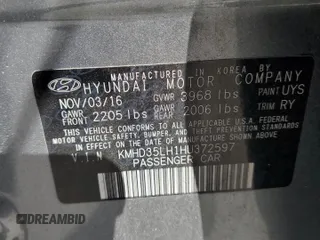 MANUFACTURED IN KOREA BY
HYUNDAI MOTOR COMPANY
NOV/03/16 GVWR 3968 lbs PAINT UYS
GAWR FRONT 2205 lbs GAWR REAR 2006 lbs TRIM RY
THIS VEHICLE CONFORMS TO ALL APPLICABLE U.S.A. FEDERAL
MOTOR VEHICLE SAFETY, BUMPER, AND THEFT PREVENTION
STANDARDS IN EFFECT ON THE DATE OF MANUFACTURE SHOWN ABOVE.
V.I.N. KMHD35LH1HU372597
PASSENGER CAR